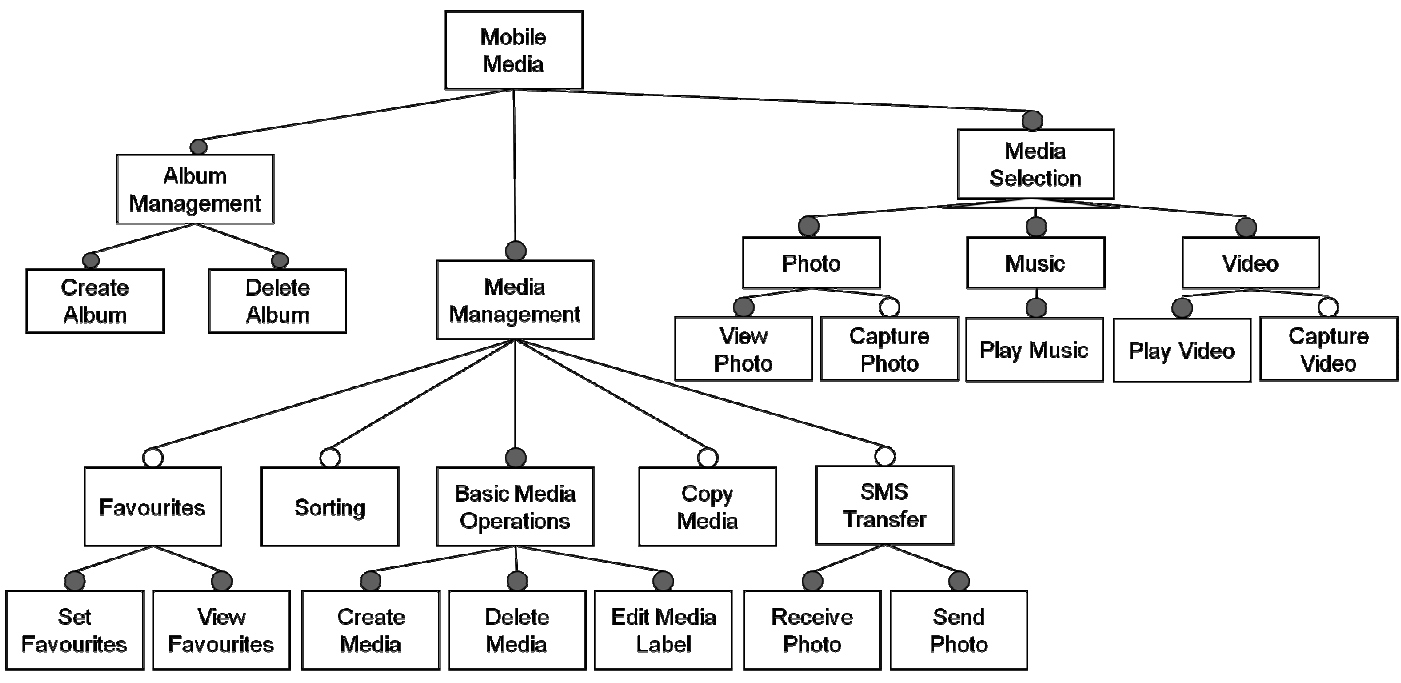 Mobile
Media
Album
Management
Media
Selection
Create
Album
Delete
Album
Media
Management
Photo
Music
Video
View
Photo
Capture
Photo
Play Music
Play Video
Capture
Video
Favourites
Sorting
Basic Media
Operations
Copy
Media
SMS
Transfer
Set
Favourites
View
Favourites
Create
Media
Delete
Media
Edit Media
Label
Receive
Photo
Send
Photo